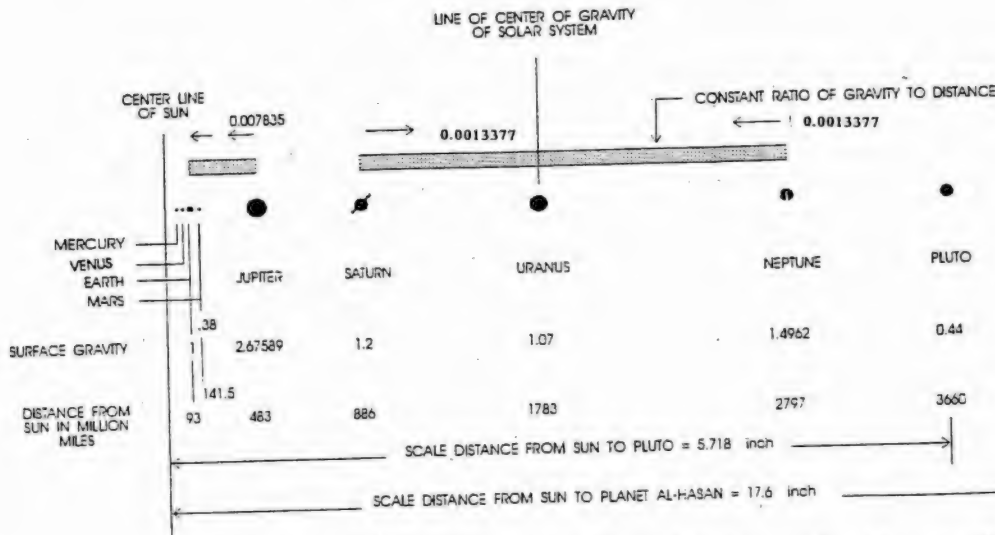 LINE OF CENTER OF GRAVITY
OF SOLAR SYSTEM
CENTER LINE
OF SUN
CONSTANT RATIO OF GRAVITY TO DISTANCE
0.007835
0.0013377
0.0013377
MERCURY
VENUS
EARTH
MARS
JUPITER
SATURN
URANUS
NEPTUNE
PLUTO
SURFACE GRAVITY
1
.38
2.67589
1.2
1.07
1.4962
0.44
DISTANCE FROM
SUN IN MILLION
MILES
93
141.5
483
886
1783
2797
3660
SCALE DISTANCE FROM SUN TO PLUTO = 5.718 inch
SCALE DISTANCE FROM SUN TO PLANET AL-HASAN = 17.6 inch